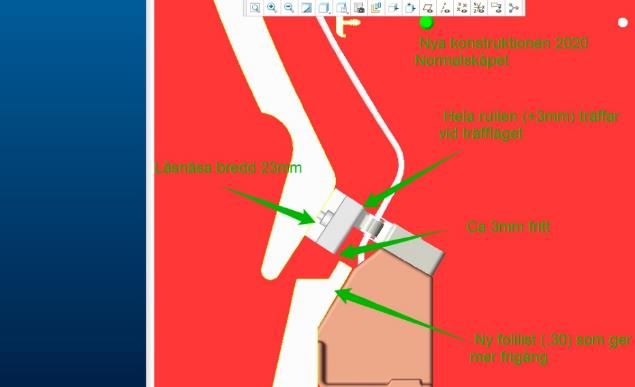 Nya konstruktionen 2020
Normalskåpet
Hela rullen (+3mm) träffar
vid träffläget
Låsnäsa bredd 23mm
Ca 3mm fritt
Ny follist (.30) som ger
mer frigång